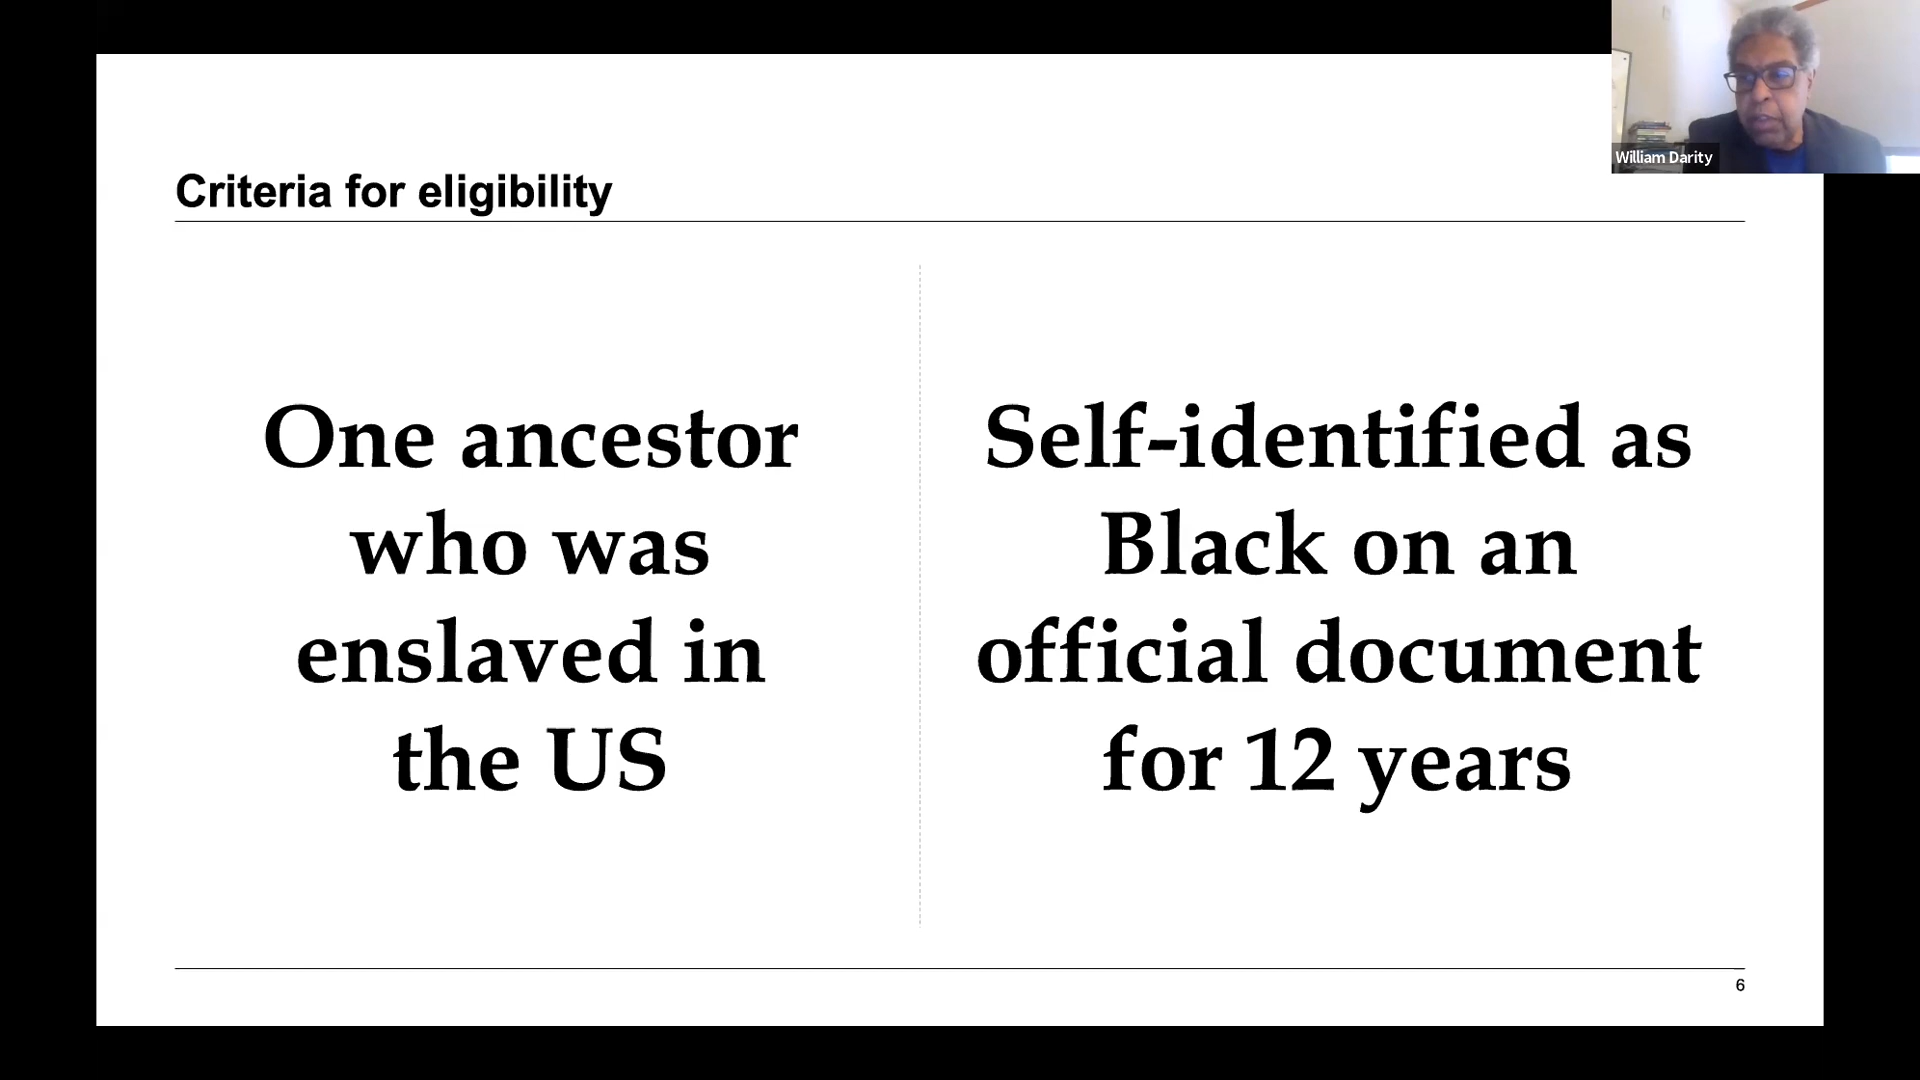 William Darity
Criteria for eligibility
One ancestor
who was
enslaved in
the US
Self-identified as
Black on an
official document
for 12 years
6